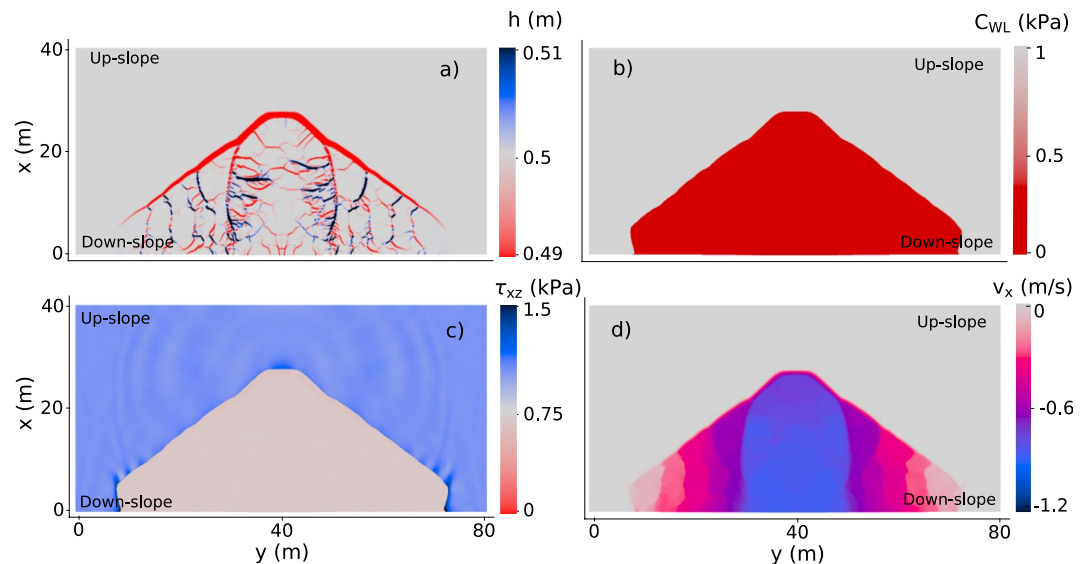 h (m)
C_WL (kPa)
40
Up-slope
a)
0.51
b)
Up-slope
1
x (m)
20
0.5
0.5
Down-slope
0
0.49
Down-slope
0
τ_xz (kPa)
v_x (m/s)
40
Up-slope
c)
1.5
d)
Up-slope
0
x (m)
20
0.75
-0.6
Down-slope
0
0
Down-slope
-1.2
0
40
80
0
40
80
y (m)
y (m)